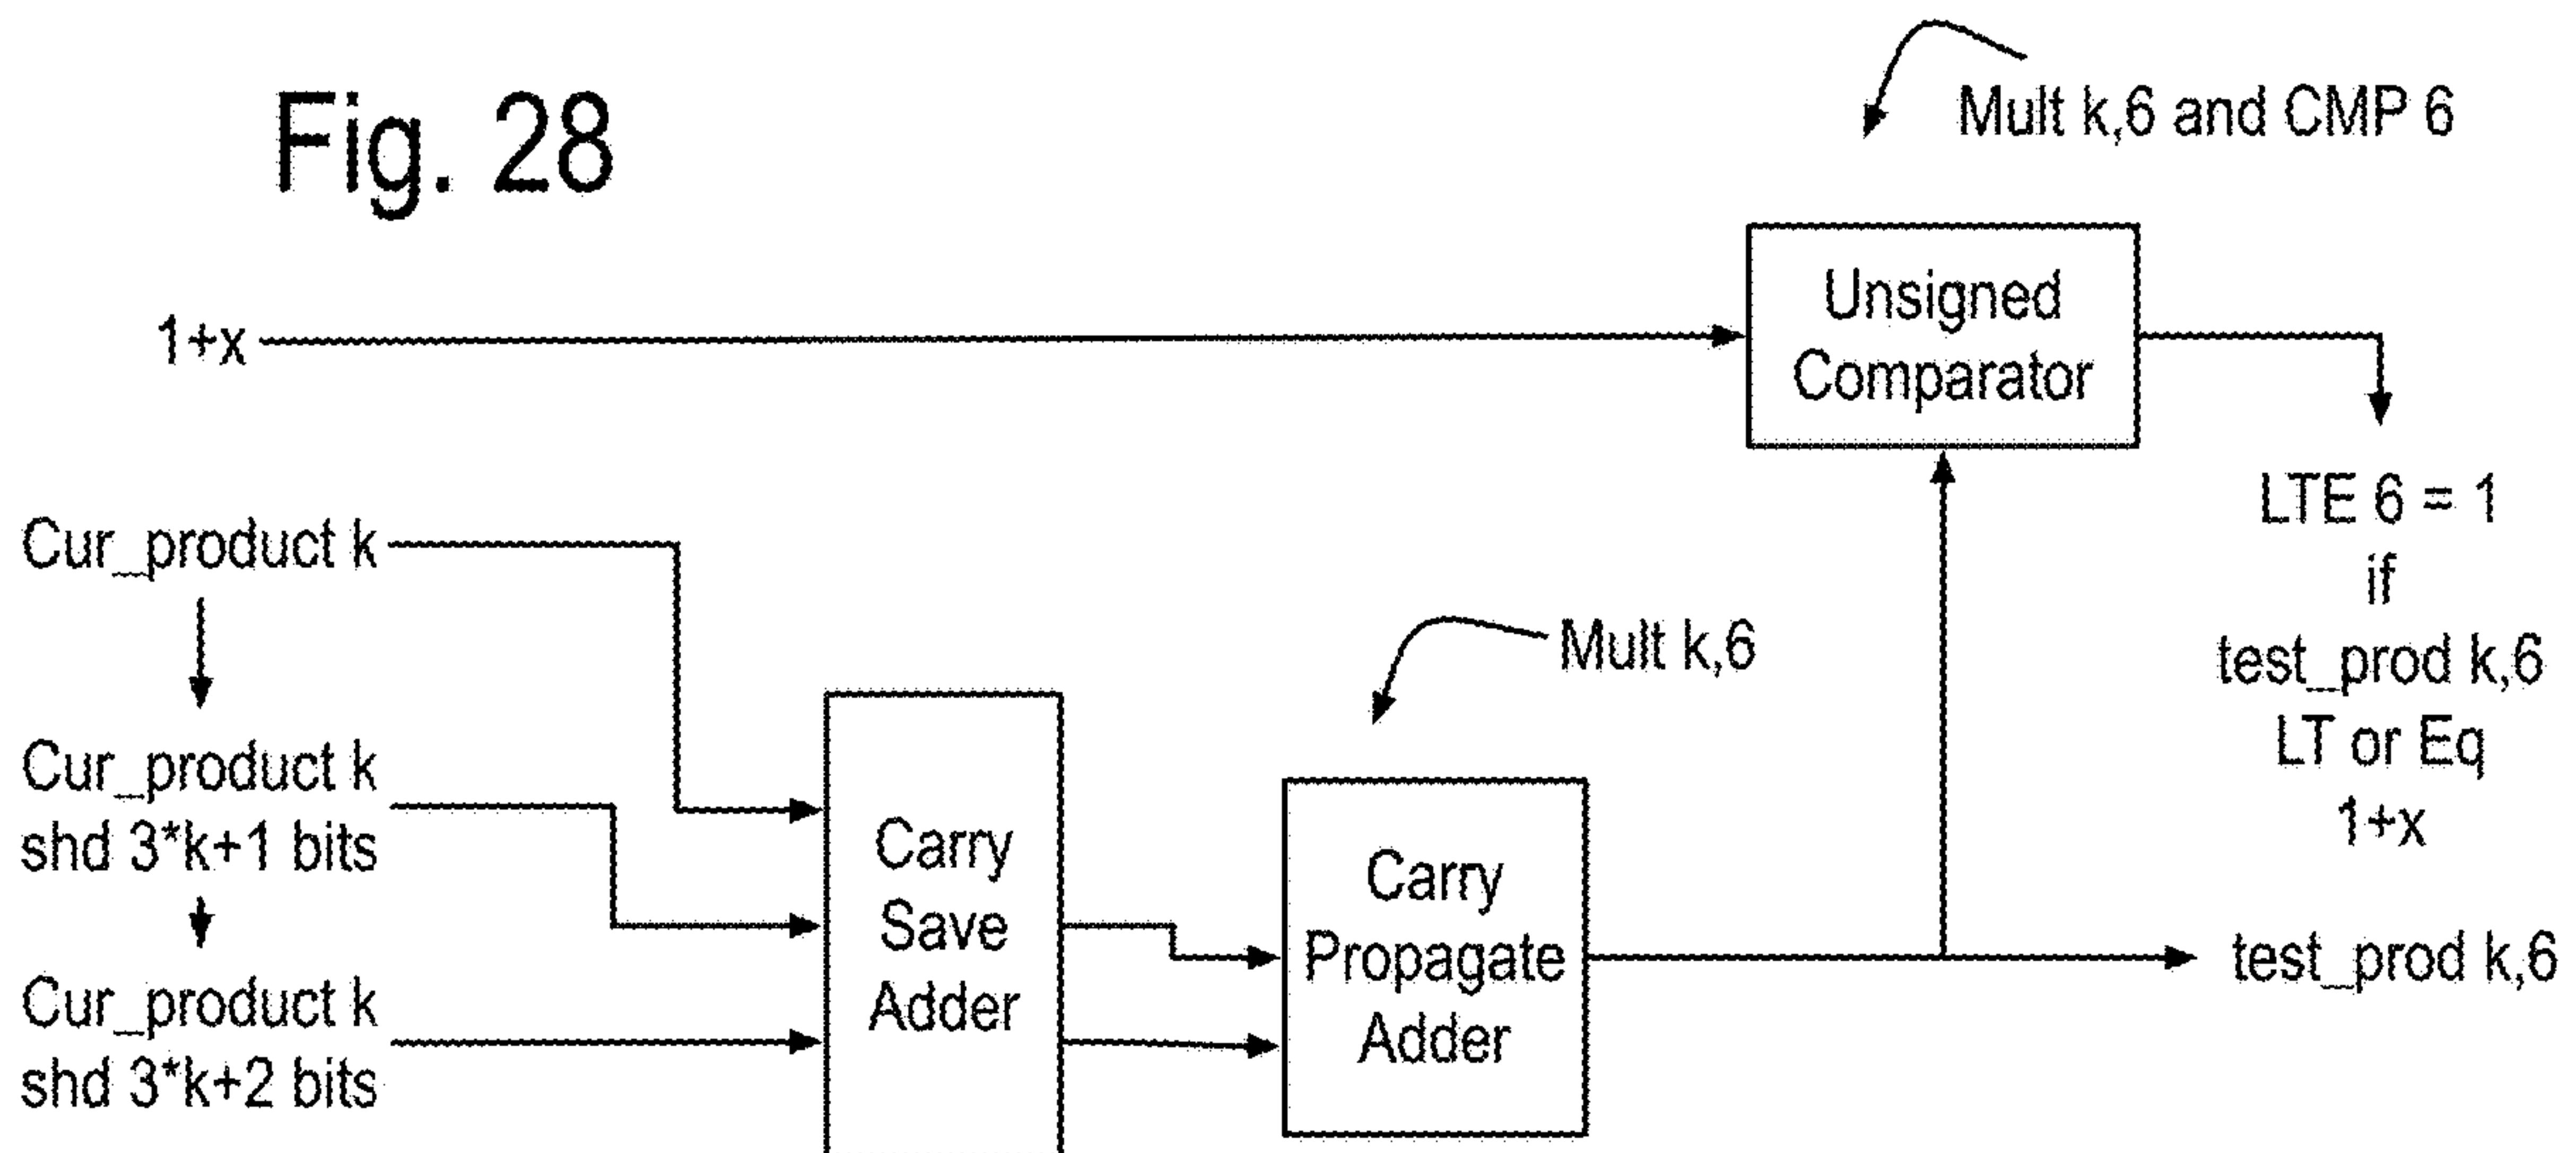 Fig. 28
Mult k,6 and CMP 6
1+x
Unsigned
Comparator
LTE 6 = 1
if
test_prod k,6
LT or Eq
1+x
Cur_product k
Cur_product k
shd 3*k+1 bits
Cur_product k
shd 3*k+2 bits
Carry
Save
Adder
Mult k,6
Carry
Propagate
Adder
test_prod k,6